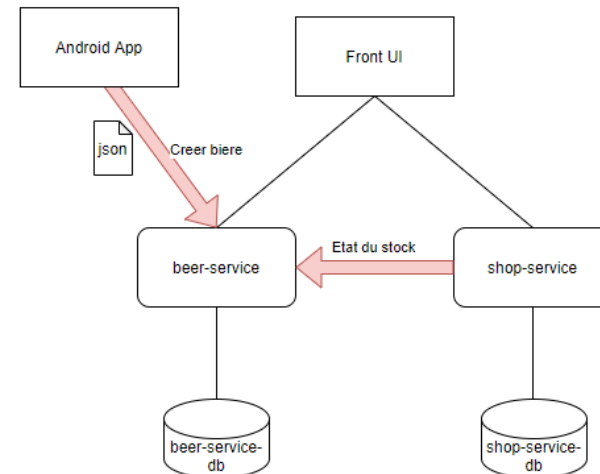 Android App
Front UI
json
Creer biere
Etat du stock
beer-service
shop-service
beer-service-
db
shop-service-
db